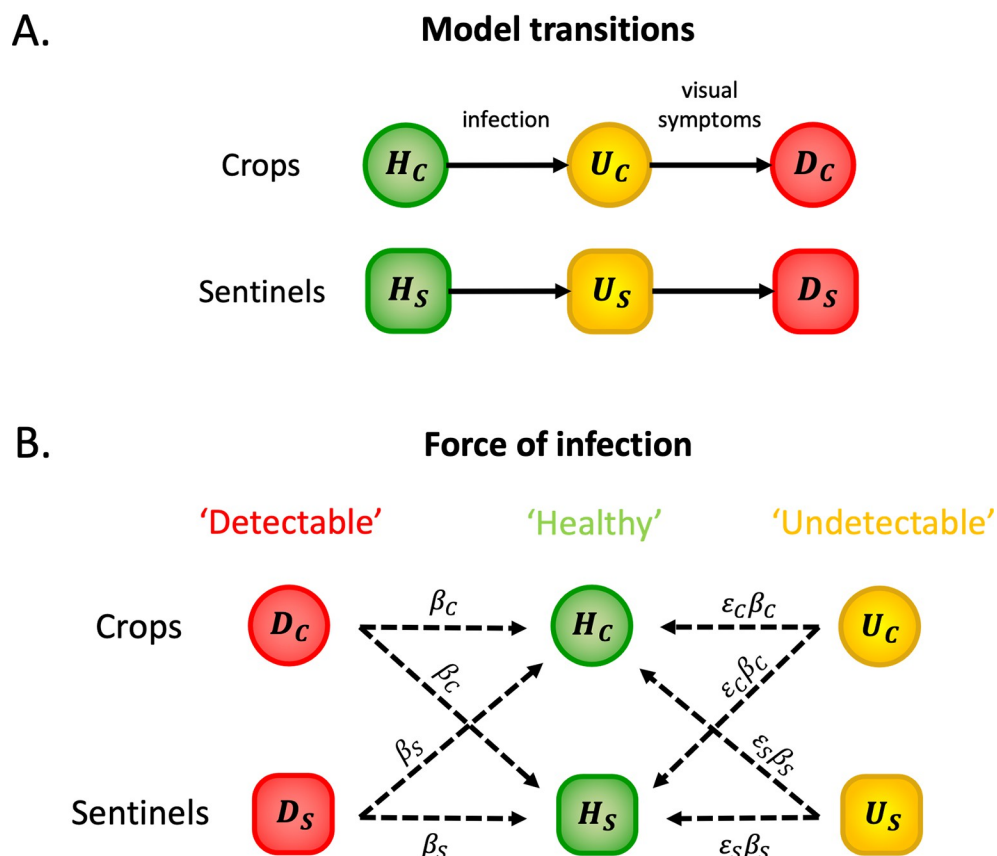 A.
Model transitions
infection
visual
symptoms
Crops
H_C
U_C
D_C
Sentinels
H_S
U_S
D_S
B.
Force of infection
‘Detectable’
‘Healthy’
‘Undetectable’
Crops
D_C
β_C
H_C
ε_Cβ_C
U_C
β_C
ε_Cβ_C
β_S
ε_Sβ_S
Sentinels
D_S
β_S
H_S
ε_Sβ_S
U_S